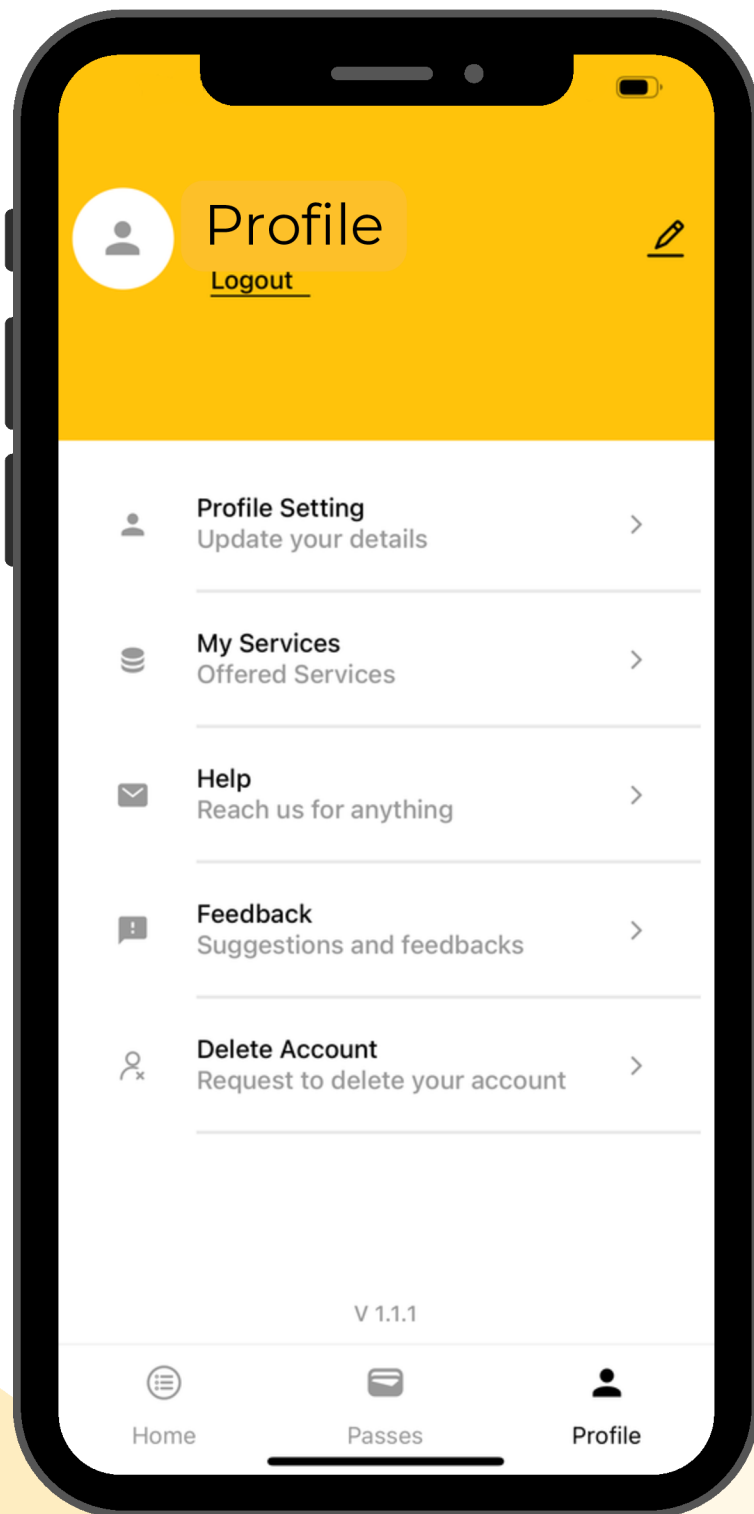 Profile
Logout
Profile Setting
Update your details
My Services
Offered Services
Help
Reach us for anything
Feedback
Suggestions and feedbacks
Delete Account
Request to delete your account
V 1.1.1
Home
Passes
Profile